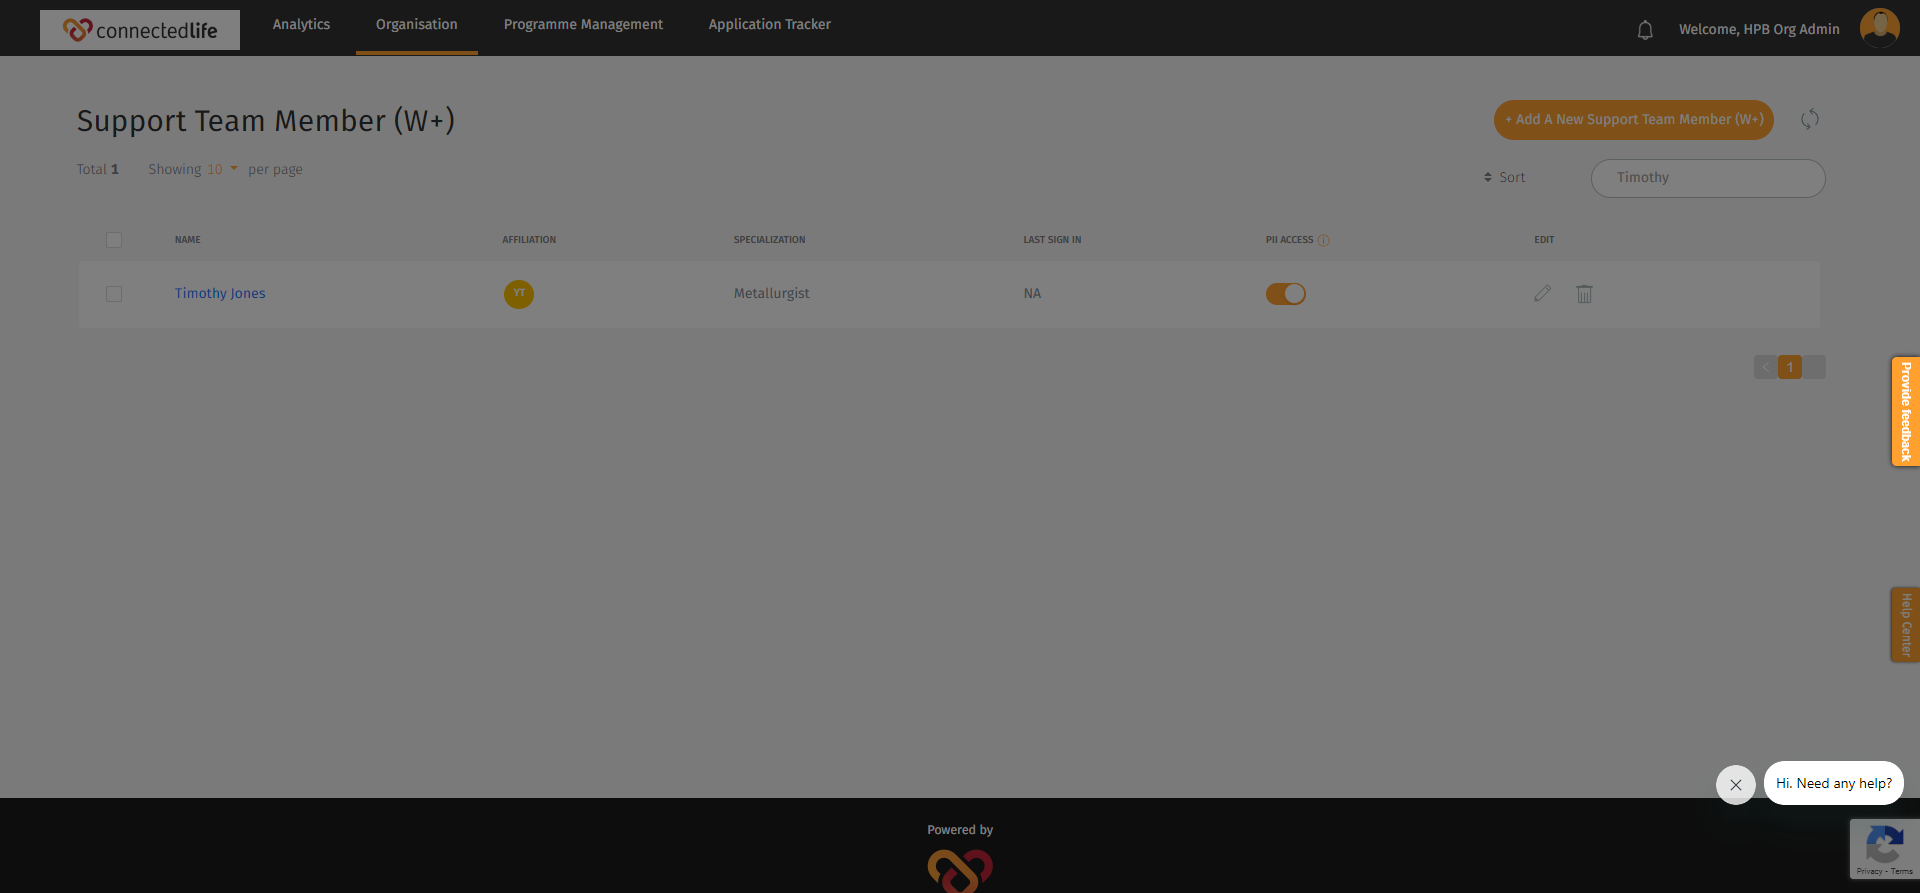 connectedlife
Analytics
Organisation
Programme Management
Application Tracker
Welcome, HPB Org Admin
Support Team Member (W+)
+ Add A New Support Team Member (W+)
Total 1
Showing 10 per page
Sort
Timothy
NAME
AFFILIATION
SPECIALIZATION
LAST SIGN IN
PII ACCESS
EDIT
Timothy Jones
YT
Metallurgist
NA
< 1
Provide feedback
Help Center
Hi. Need any help?
Powered by
Privacy - Terms